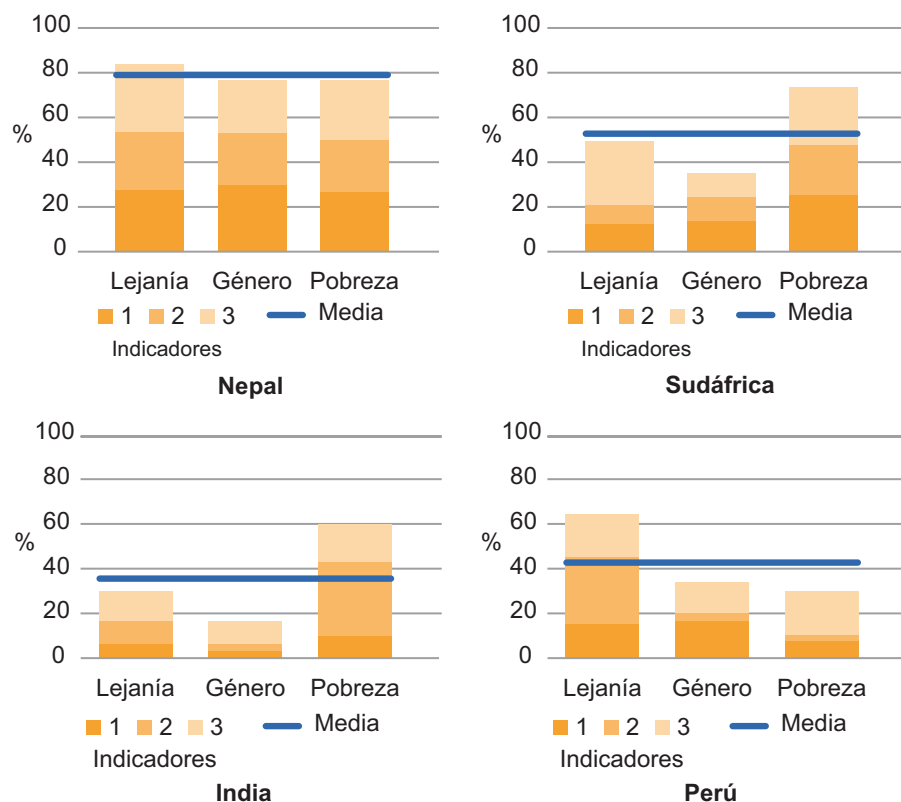 100
80
60
%
40
20
0
Lejanía Género Pobreza
1 2 3 Media
Indicadores
Nepal
100
80
60
%
40
20
0
Lejanía Género Pobreza
1 2 3 Media
Indicadores
Sudáfrica
100
80
60
%
40
20
0
Lejanía Género Pobreza
1 2 3 Media
Indicadores
India
100
80
60
%
40
20
0
Lejanía Género Pobreza
1 2 3 Media
Indicadores
Perú